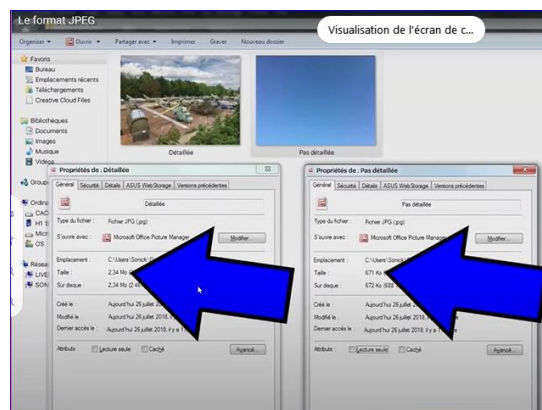 Le format JPEG
Visualisation de l'écran de c...
Organiser
Ouvrir
Partager avec
Imprimer
Graver
Nouveau dossier
Favoris
Bureau
Emplacements récents
Téléchargements
Creative Cloud Files
Bibliothèques
Documents
Images
Musique
Vidéos
Détaillée
Pas détaillée
Propriétés de : Détaillée
Général Sécurité Détails ASUS WebStorage Versions précédentes
Détaillée
Type du fichier : Fichier JPG (.jpg)
S'ouvre avec : Microsoft Office Picture Manager Modifier...
Emplacement :
Taille : 2,34 Mo
Sur disque : 2,34 Mo
Créé le : Aujourd'hui 26 juillet 2018,
Modifié le : Aujourd'hui 26 juillet 2018,
Dernier accès le : Aujourd'hui 26 juillet 2018, il y a
Attributs : Lecture seule Caché Avancé...
Propriétés de : Pas détaillée
Général Sécurité Détails ASUS WebStorage Versions précédentes
Pas détaillée
Type du fichier : Fichier JPG (.jpg)
S'ouvre avec : Microsoft Office Picture Manager Modifier...
Emplacement :
Taille : 671 Ko
Sur disque : 672 Ko
Créé le : Aujourd'hui 26 juillet 2018,
Modifié le : Aujourd'hui 26 juillet 2018,
Dernier accès le : Aujourd'hui 26 juillet 2018, il y a
Attributs : Lecture seule Caché Avancé...